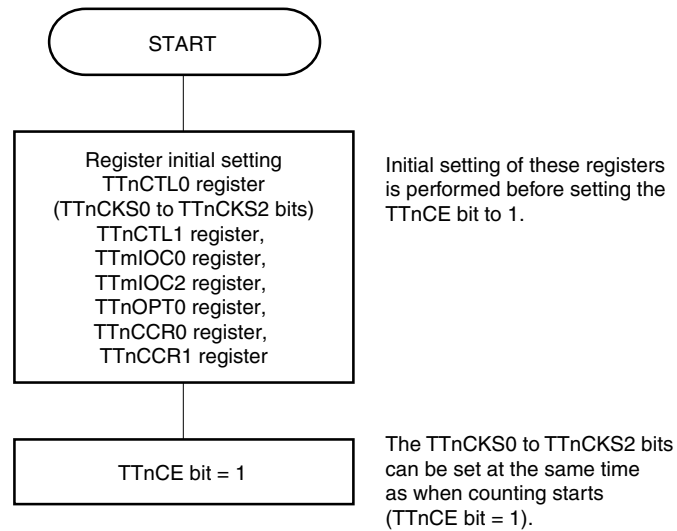 START
Register initial setting
TTnCTL0 register
(TTnCKS0 to TTnCKS2 bits)
TTnCTL1 register,
TTmIOC0 register,
TTmIOC2 register,
TTnOPT0 register,
TTnCCR0 register,
TTnCCR1 register
Initial setting of these registers
is performed before setting the
TTnCE bit to 1.
TTnCE bit = 1
The TTnCKS0 to TTnCKS2 bits
can be set at the same time
as when counting starts
(TTnCE bit = 1).